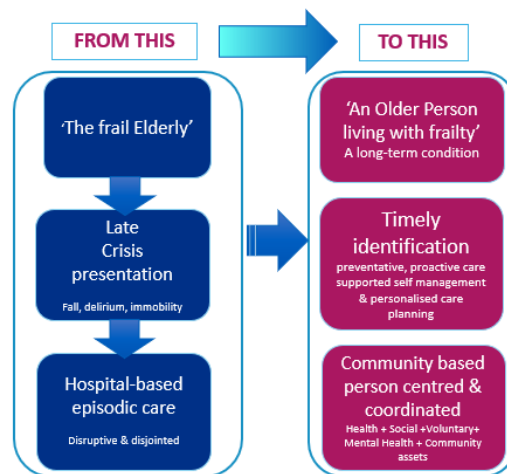 FROM THIS
TO THIS
'The frail Elderly'
Late
Crisis
presentation
Fall, delirium, immobility
Hospital-based
episodic care
Disruptive & disjointed
'An Older Person
living with frailty'
A long-term condition
Timely
identification
preventative, proactive care
supported self management
& personalised care
planning
Community based
person centred &
coordinated
Health + Social +Voluntary+
Mental Health + Community
assets